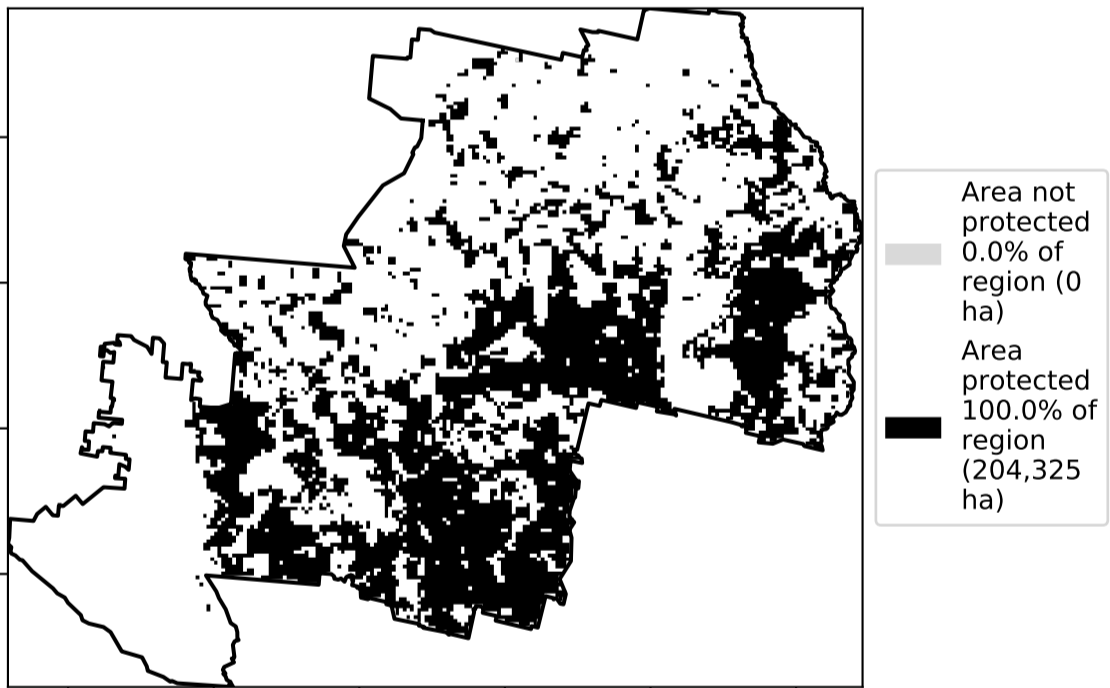 Area not
protected
0.0% of
region (0
ha)
Area
protected
100.0% of
region
(204,325
ha)